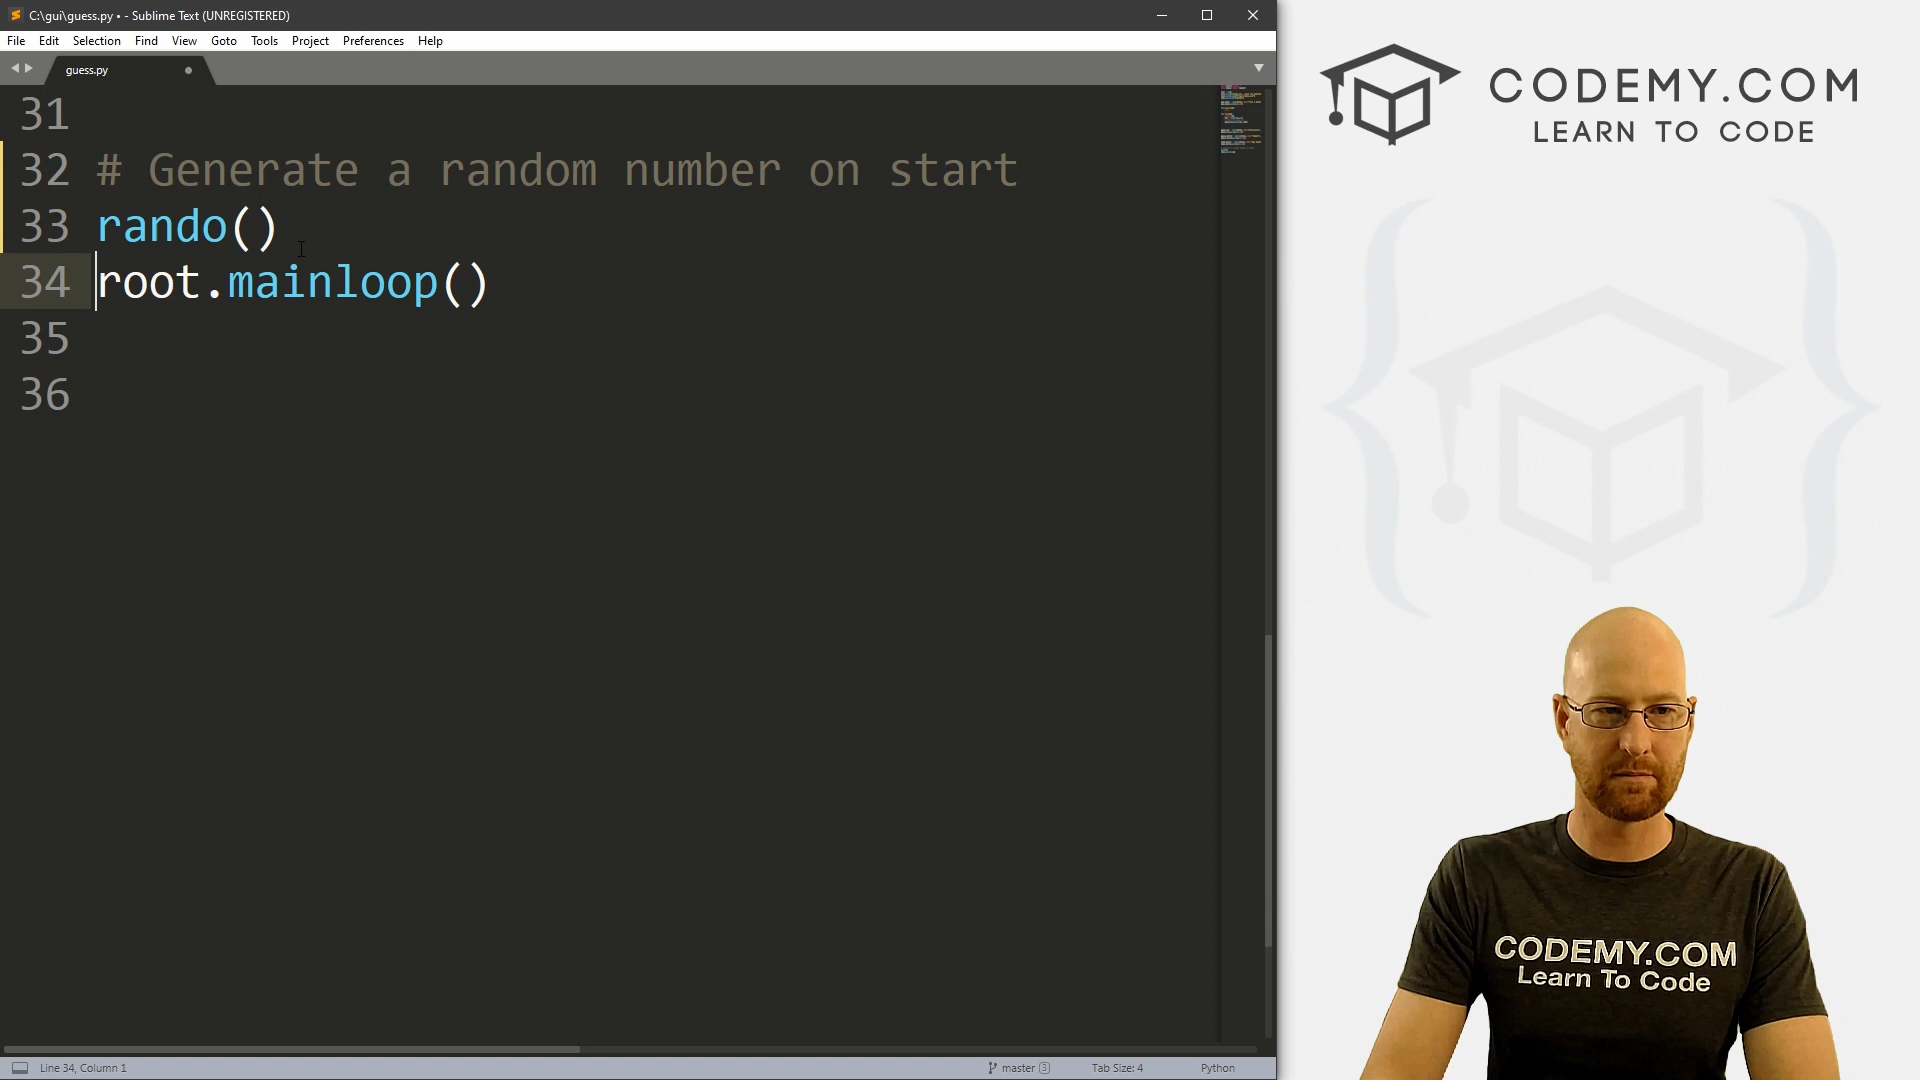 C:\gui\guess.py • - Sublime Text (UNREGISTERED)
File Edit Selection Find View Goto Tools Project Preferences Help
guess.py
31
32 # Generate a random number on start
33 rando()
34 root.mainloop()
35
36
Line 34, Column 1
master 3
Tab Size: 4
Python
CODEMY.COM
LEARN TO CODE
CODEMY.COM
Learn To Code